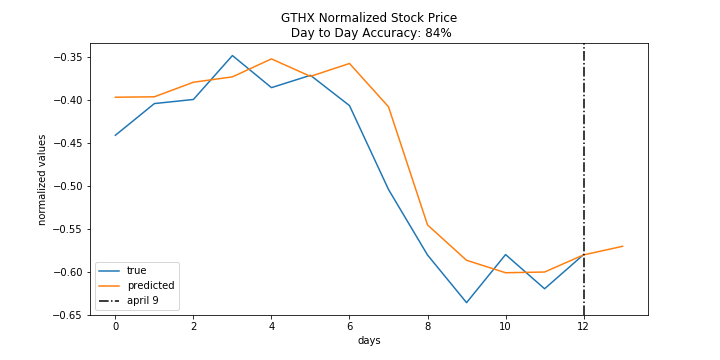 GTHX Normalized Stock Price
Day to Day Accuracy: 84%
−0.35
−0.40
−0.45
−0.50
−0.55
−0.60
−0.65
normalized values
true
predicted
april 9
0 2 4 6 8 10 12
days